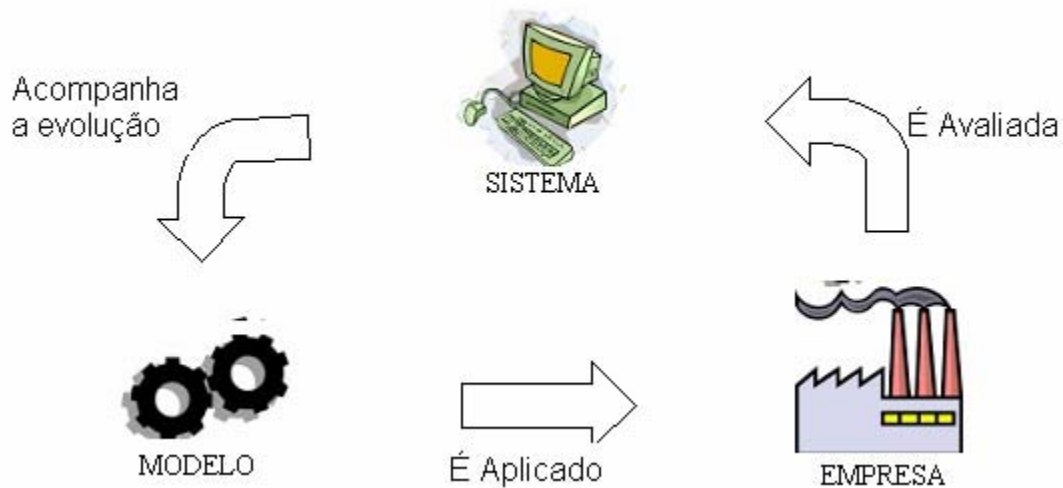 Acompanha
a evolução
SISTEMA
É Avaliada
MODELO
É Aplicado
EMPRESA